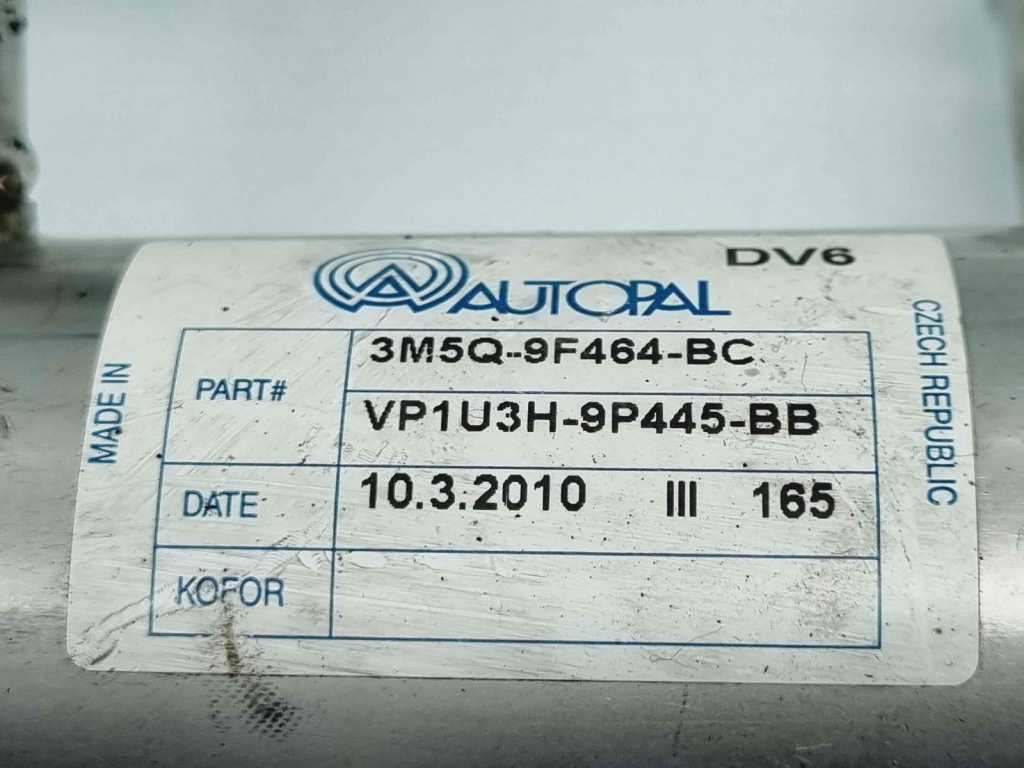 DV6
AUTOPAL
MADE IN
CZECH REPUBLIC
PART#
3M5Q-9F464-BC
VP1U3H-9P445-BB
DATE
10.3.2010 III 165
KOFOR